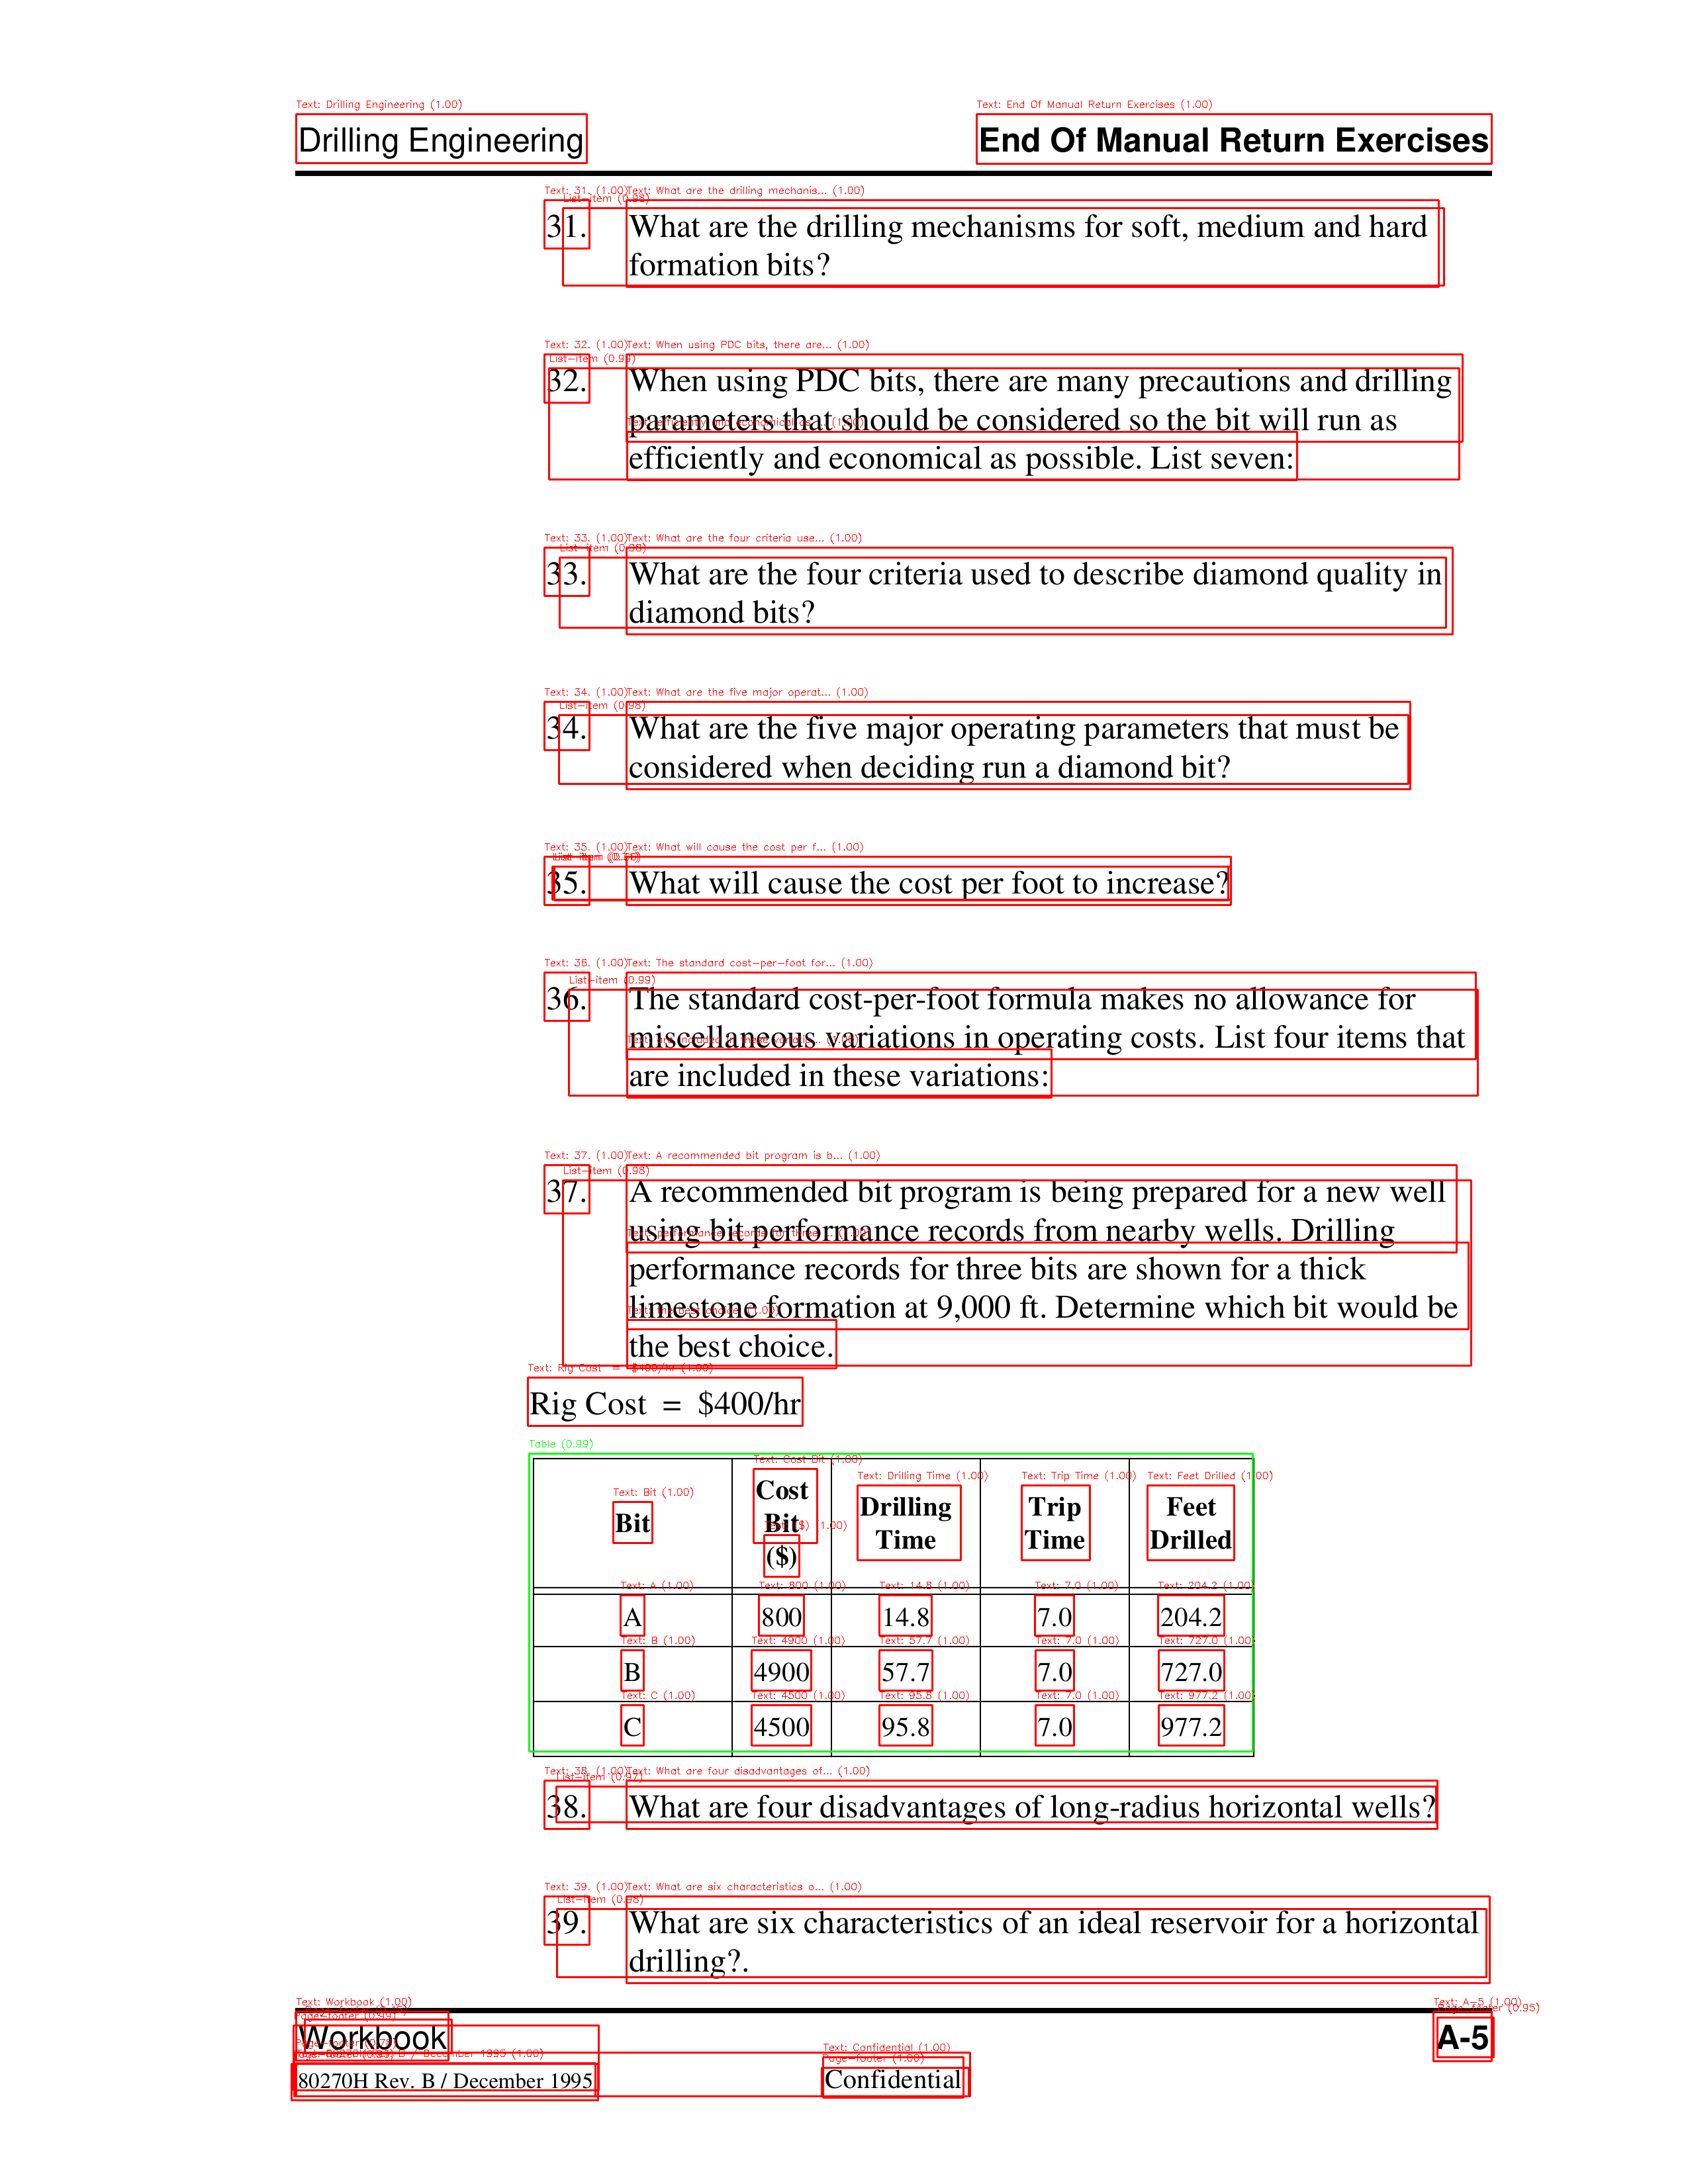 Drilling Engineering
End Of Manual Return Exercises
31. What are the drilling mechanisms for soft, medium and hard
formation bits?
32. When using PDC bits, there are many precautions and drilling
parameters that should be considered so the bit will run as
efficiently and economical as possible. List seven:
33. What are the four criteria used to describe diamond quality in
diamond bits?
34. What are the five major operating parameters that must be
considered when deciding run a diamond bit?
35. What will cause the cost per foot to increase?
36. The standard cost-per-foot formula makes no allowance for
miscellaneous variations in operating costs. List four items that
are included in these variations:
37. A recommended bit program is being prepared for a new well
using bit performance records from nearby wells. Drilling
performance records for three bits are shown for a thick
limestone formation at 9,000 ft. Determine which bit would be
the best choice.
Rig Cost = $400/hr
Bit Cost Bit ($) Drilling Time Trip Time Feet Drilled
A 800 14.8 7.0 204.2
B 4900 57.7 7.0 727.0
C 4500 95.8 7.0 977.2
38. What are four disadvantages of long-radius horizontal wells?
39. What are six characteristics of an ideal reservoir for a horizontal
drilling?.
Workbook
A-5
80270H Rev. B / December 1995
Confidential